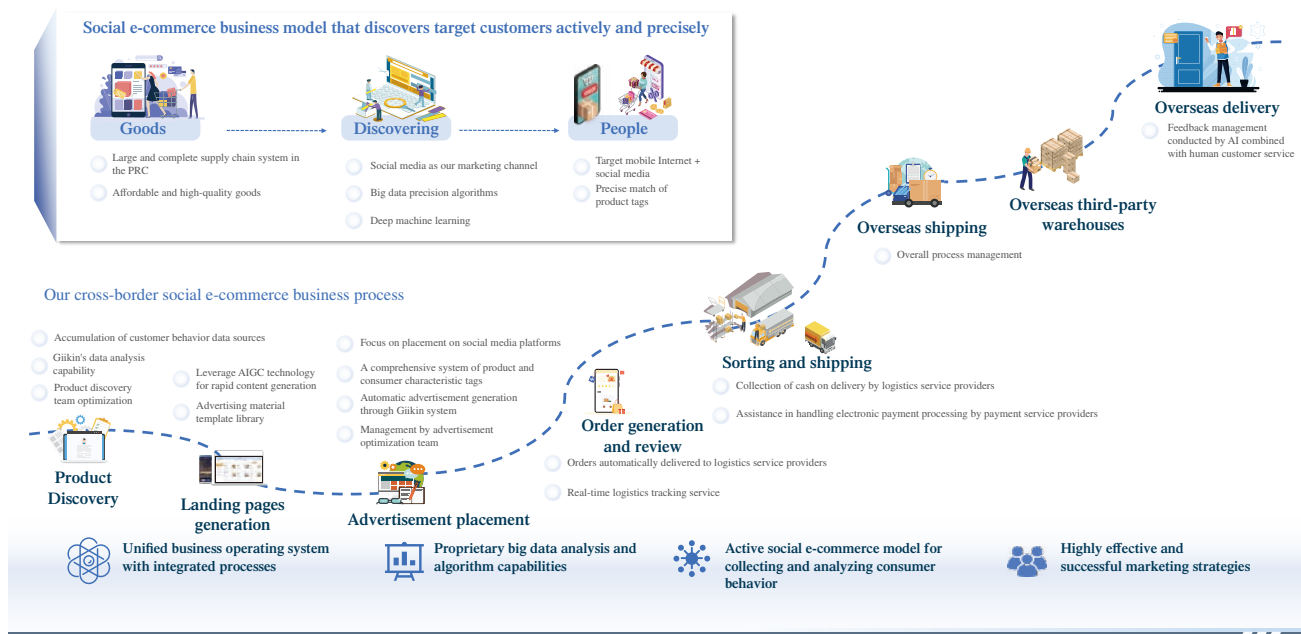 Social e-commerce business model that discovers target customers actively and precisely
Goods
Discovering
People
Large and complete supply chain system in
the PRC
Affordable and high-quality goods
Social media as our marketing channel
Big data precision algorithms
Deep machine learning
Target mobile Internet +
social media
Precise match of
product tags
Overseas delivery
Feedback management
conducted by AI combined
with human customer service
Overseas third-party
warehouses
Overseas shipping
Overall process management
Our cross-border social e-commerce business process
Accumulation of customer behavior data sources
Giikin's data analysis
capability
Product discovery
team optimization
Product
Discovery
Leverage AIGC technology
for rapid content generation
Advertising material
template library
Landing pages
generation
Focus on placement on social media platforms
A comprehensive system of product and
consumer characteristic tags
Automatic advertisement generation
through Giikin system
Management by advertisement
optimization team
Advertisement placement
Order generation
and review
Orders automatically delivered to logistics service providers
Real-time logistics tracking service
Sorting and shipping
Collection of cash on delivery by logistics service providers
Assistance in handling electronic payment processing by payment service providers
Unified business operating system
with integrated processes
Proprietary big data analysis and
algorithm capabilities
Active social e-commerce model for
collecting and analyzing consumer
behavior
Highly effective and
successful marketing strategies